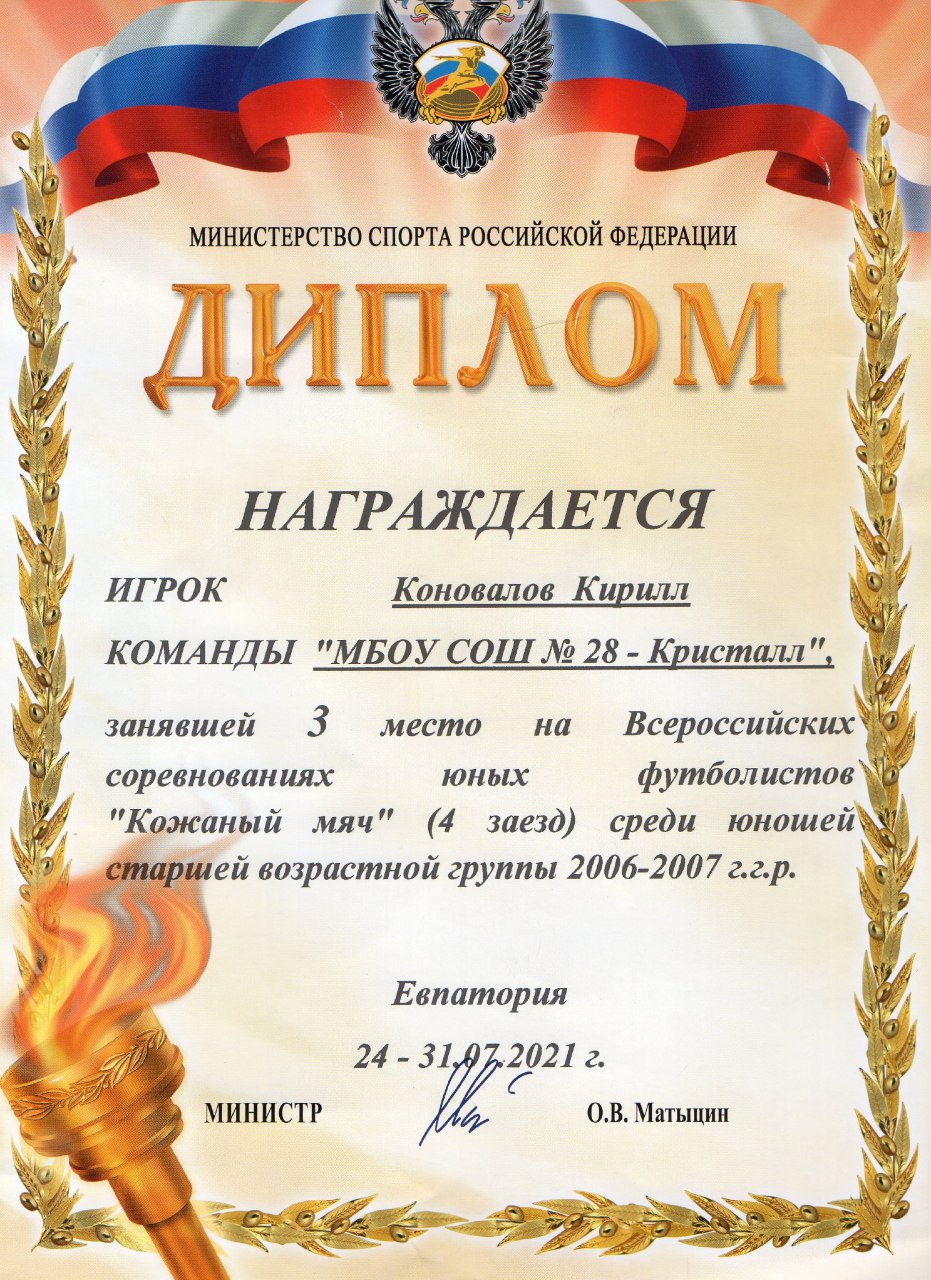 МИНИСТЕРСТВО СПОРТА РОССИЙСКОЙ ФЕДЕРАЦИИ
ДИПЛОМ
НАГРАЖДАЕТСЯ
ИГРОК Коновалов Кирилл
КОМАНДЫ "МБОУ СОШ № 28 - Кристалл",
занявшей 3 место на Всероссийских
соревнованиях юных футболистов
"Кожаный мяч" (4 заезд) среди юношей
старшей возрастной группы 2006-2007 г.г.р.
Евпатория
24 - 31.07.2021 г.
МИНИСТР О.В. Матыцин